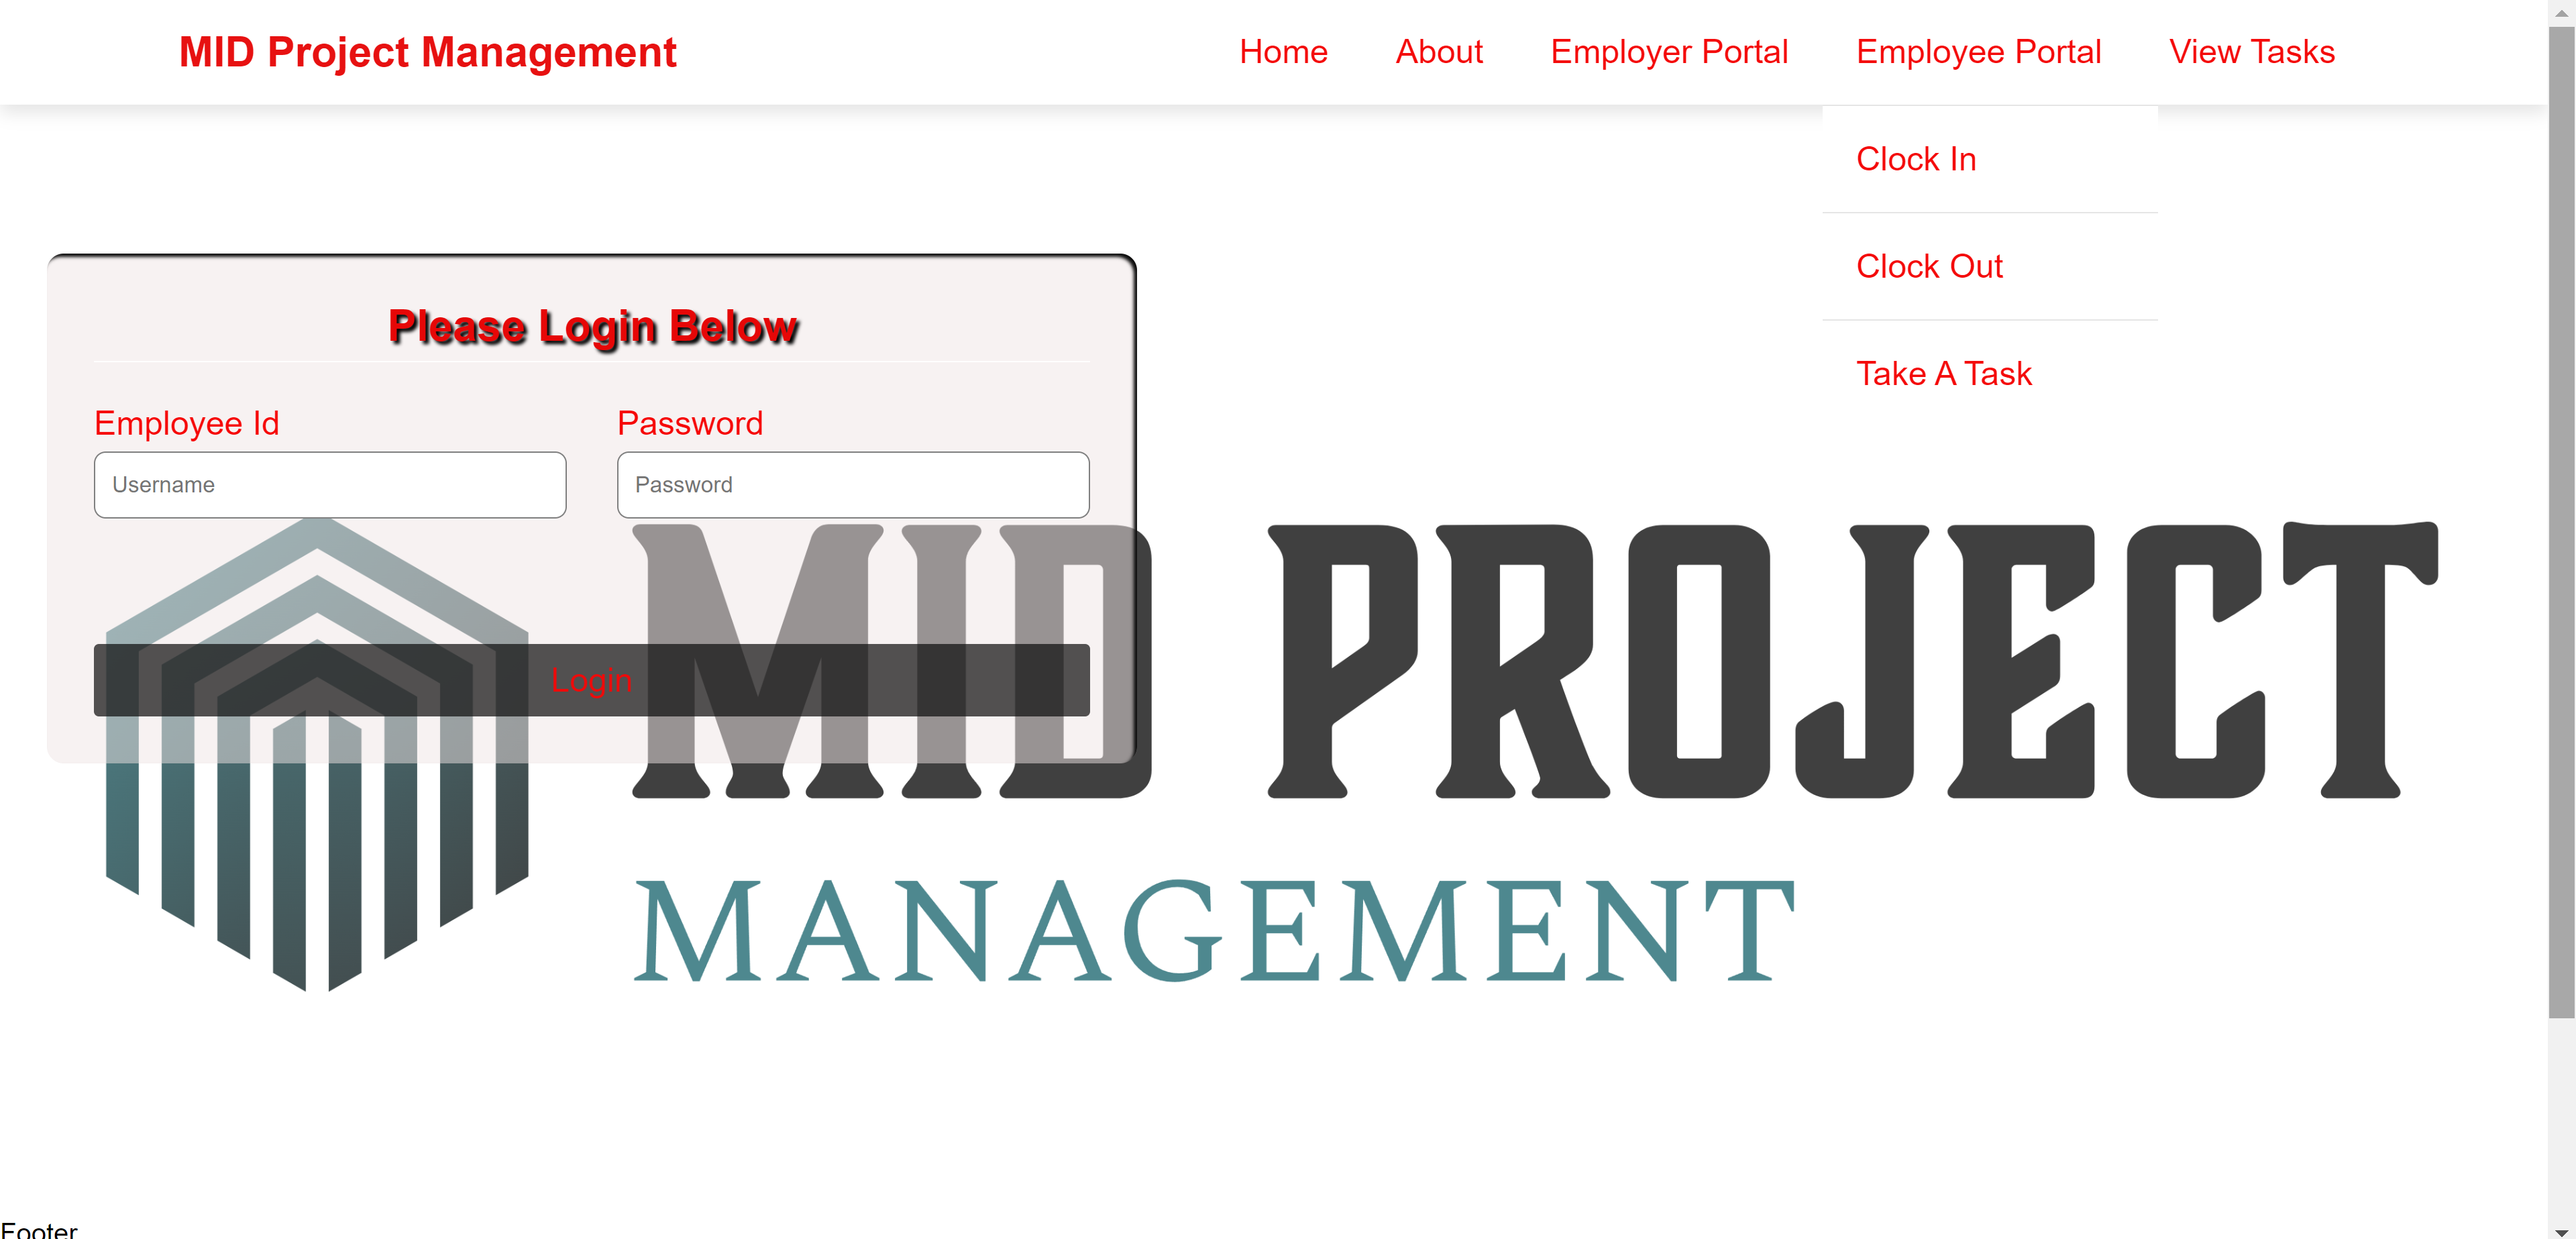 MID Project Management
Home About Employer Portal Employee Portal View Tasks
Clock In
Clock Out
Take A Task
Please Login Below
Employee Id Password
Username Password
Login
MID PROJECT
MANAGEMENT
Footer